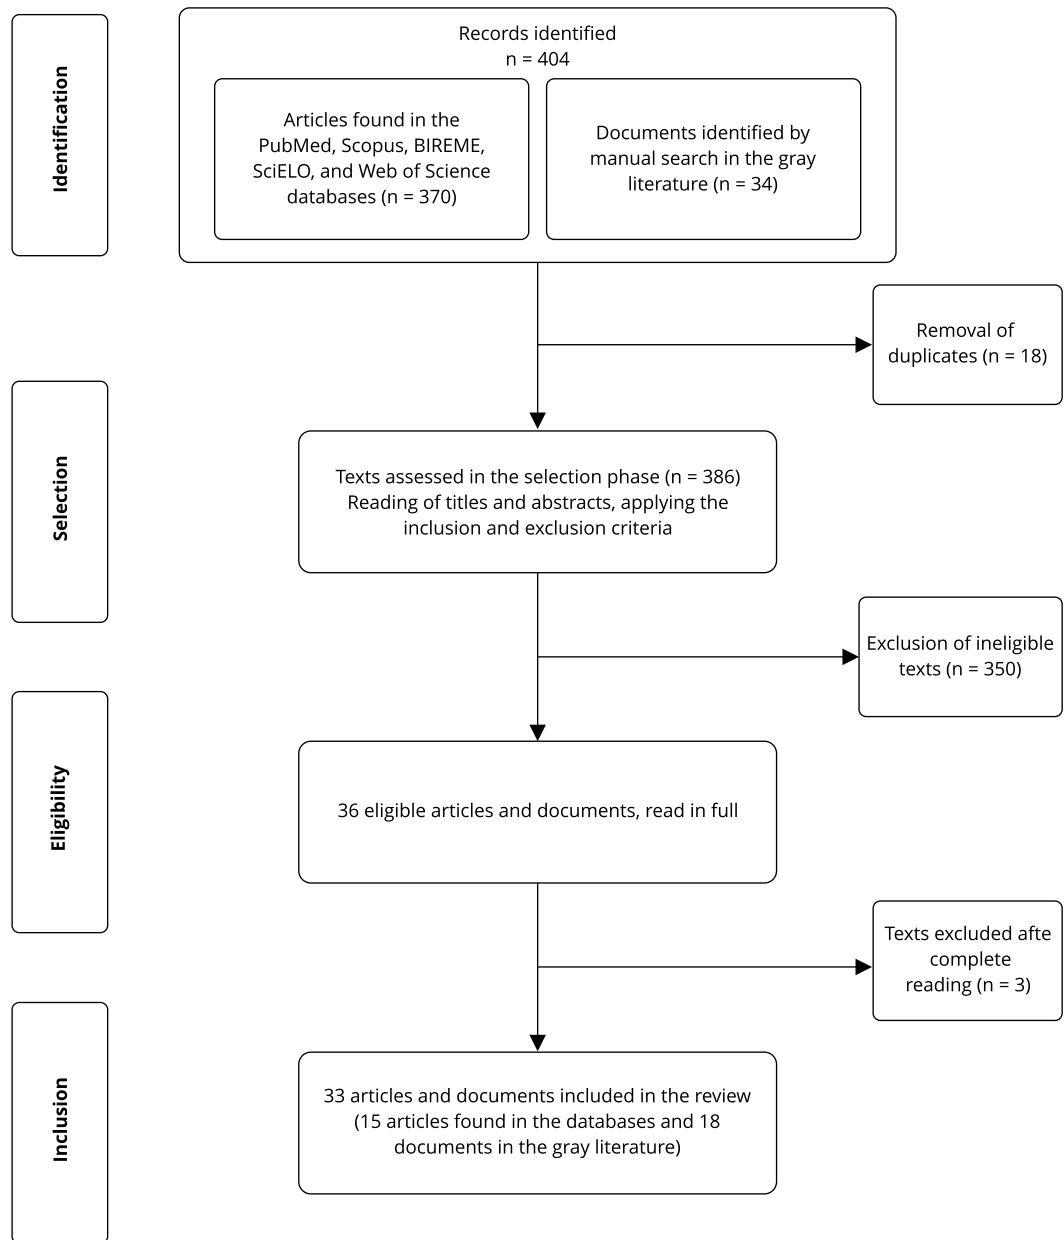 Identification
Records identified
n = 404
Articles found in the
PubMed, Scopus, BIREME,
SciELO, and Web of Science
databases (n = 370)
Documents identified by
manual search in the gray
literature (n = 34)
Removal of
duplicates (n = 18)
Selection
Texts assessed in the selection phase (n = 386)
Reading of titles and abstracts, applying the
inclusion and exclusion criteria
Exclusion of ineligible
texts (n = 350)
Eligibility
36 eligible articles and documents, read in full
Texts excluded afte
complete
reading (n = 3)
Inclusion
33 articles and documents included in the review
(15 articles found in the databases and 18
documents in the gray literature)